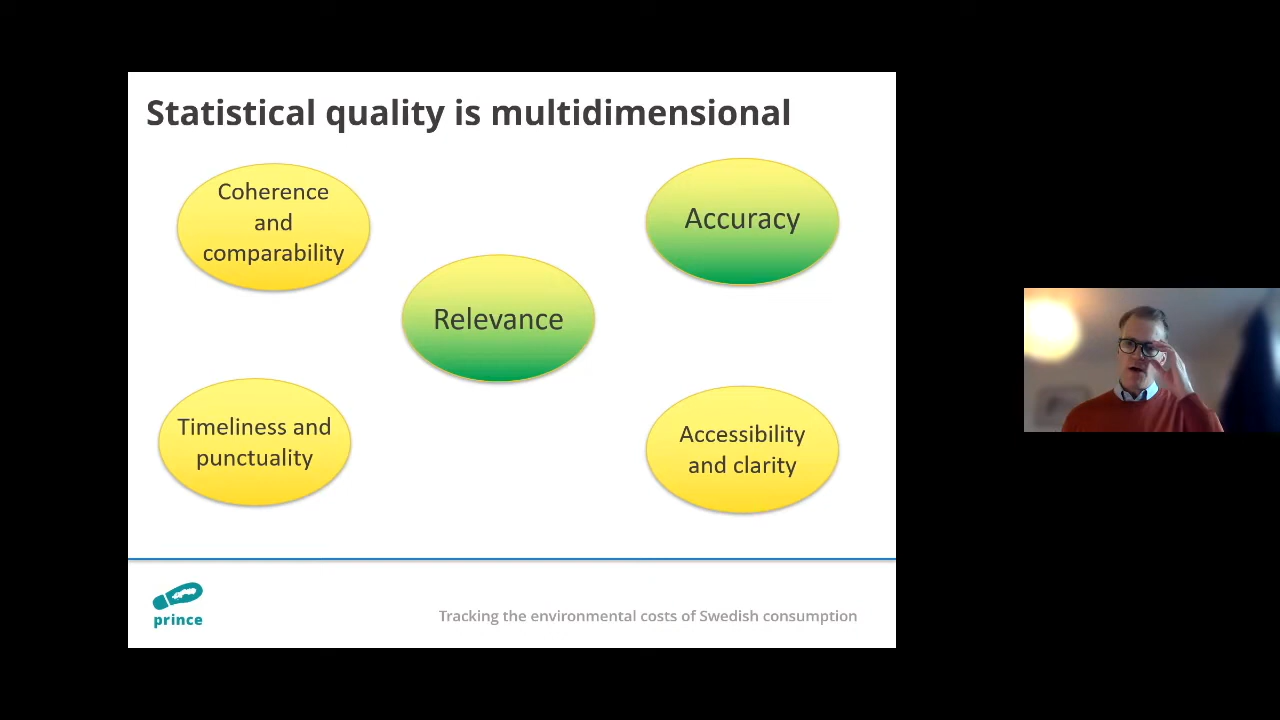 Statistical quality is multidimensional
Coherence
and
comparability
Accuracy
Relevance
Timeliness and
punctuality
Accessibility
and clarity
prince
Tracking the environmental costs of Swedish consumption